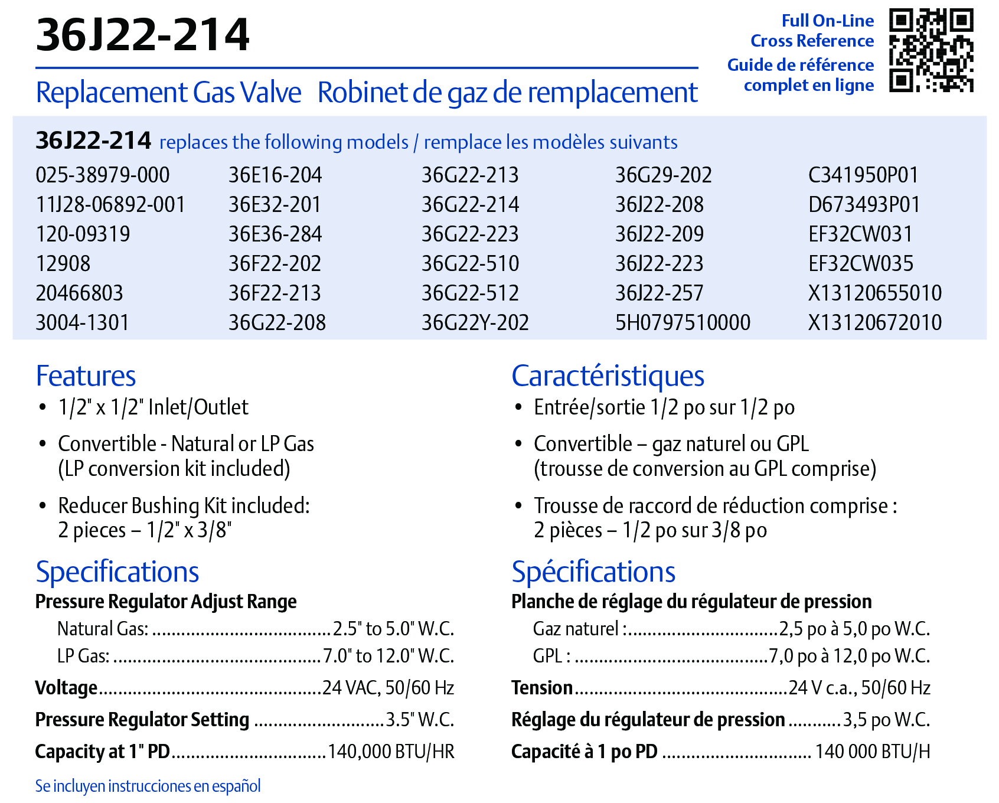 36J22-214
Full On-Line
Cross Reference
Guide de référence
complet en ligne
Replacement Gas Valve Robinet de gaz de remplacement
36J22-214 replaces the following models / remplace les modèles suivants
025-38979-000 36E16-204 36G22-213 36G29-202 C341950P01
11J28-06892-001 36E32-201 36G22-214 36J22-208 D673493P01
120-09319 36E36-284 36G22-223 36J22-209 EF32CW031
12908 36F22-202 36G22-510 36J22-223 EF32CW035
20466803 36F22-213 36G22-512 36J22-257 X13120655010
3004-1301 36G22-208 36G22Y-202 5H0797510000 X13120672010
Features
• 1/2" x 1/2" Inlet/Outlet
• Convertible - Natural or LP Gas
(LP conversion kit included)
• Reducer Bushing Kit included:
2 pieces – 1/2" x 3/8"
Specifications
Pressure Regulator Adjust Range
Natural Gas: ..................................... 2.5" to 5.0" W.C.
LP Gas: ........................................... 7.0" to 12.0" W.C.
Voltage.............................................. 24 VAC, 50/60 Hz
Pressure Regulator Setting ........................... 3.5" W.C.
Capacity at 1" PD................................ 140,000 BTU/HR
Se incluyen instrucciones en español
Caractéristiques
• Entrée/sortie 1/2 po sur 1/2 po
• Convertible – gaz naturel ou GPL
(trousse de conversion au GPL comprise)
• Trousse de raccord de réduction comprise :
2 pièces – 1/2 po sur 3/8 po
Spécifications
Planche de réglage du régulateur de pression
Gaz naturel :............................... 2,5 po à 5,0 po W.C.
GPL : ........................................ 7,0 po à 12,0 po W.C.
Tension............................................ 24 V c.a., 50/60 Hz
Réglage du régulateur de pression ........... 3,5 po W.C.
Capacité à 1 po PD ............................... 140 000 BTU/H